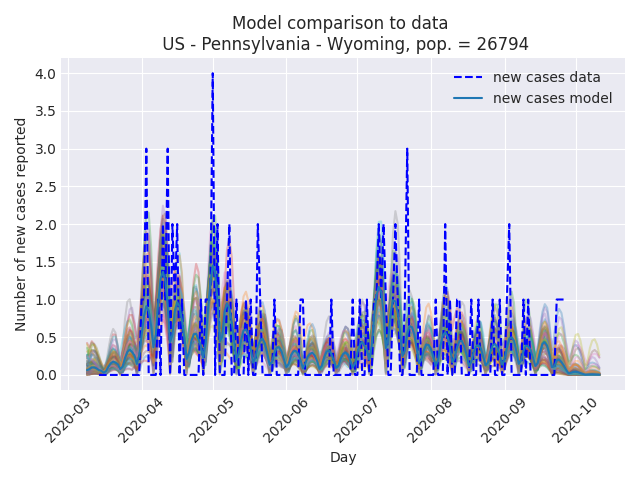 Model comparison to data
US - Pennsylvania - Wyoming, pop. = 26794
Number of new cases reported
4.0
3.5
3.0
2.5
2.0
1.5
1.0
0.5
0.0
new cases data
new cases model
2020-03
2020-04
2020-05
2020-06
2020-07
2020-08
2020-09
2020-10
Day